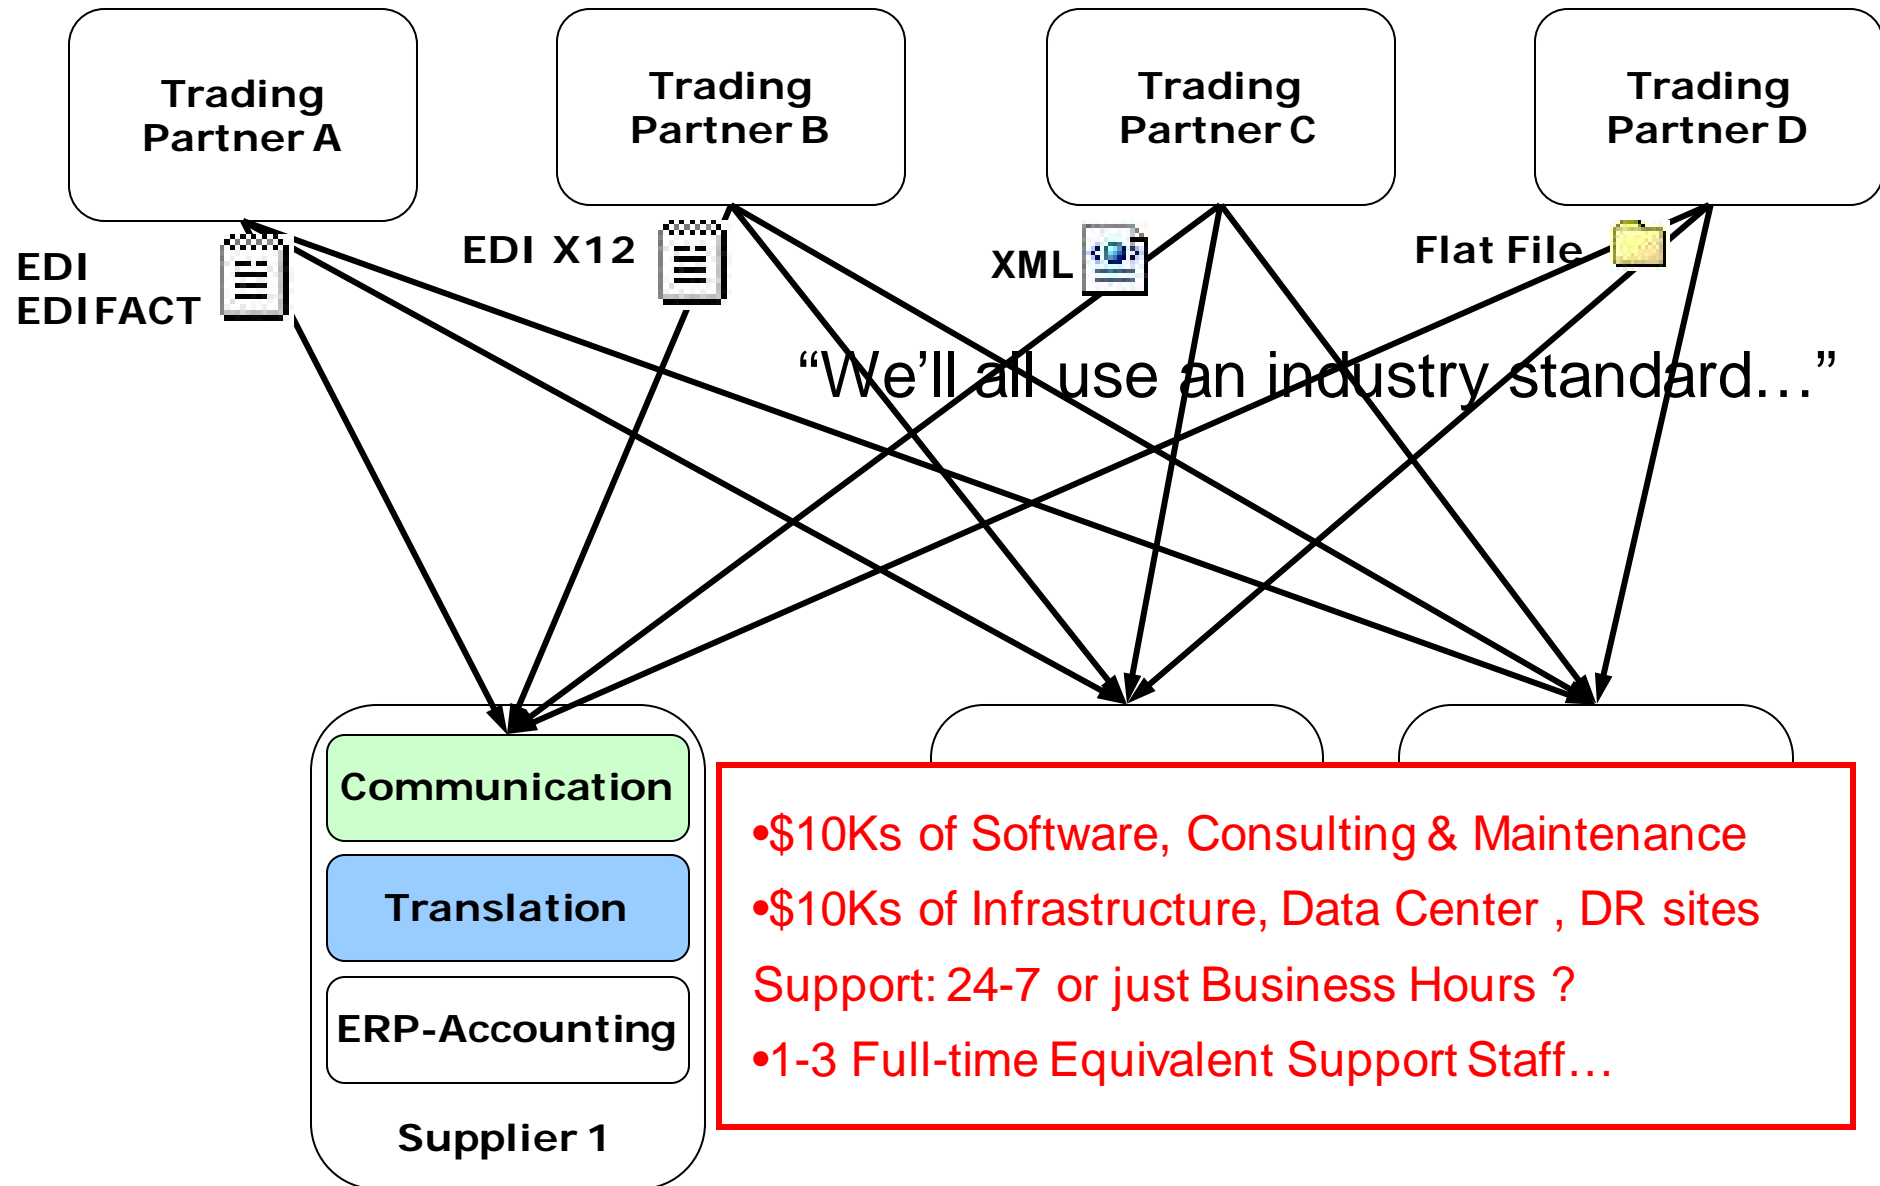 Trading
Partner A
Trading
Partner B
Trading
Partner C
Trading
Partner D
EDI
EDIFACT
EDI X12
XML
Flat File
“We’ll all use an industry standard…”
Communication
Translation
ERP-Accounting
Supplier 1
•$10Ks of Software, Consulting & Maintenance
•$10Ks of Infrastructure, Data Center , DR sites
Support: 24-7 or just Business Hours ?
•1-3 Full-time Equivalent Support Staff…